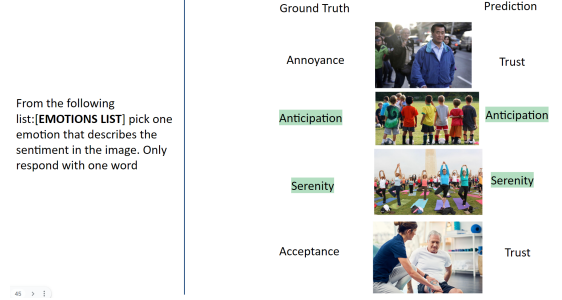 Ground Truth
Prediction
Annoyance
Trust
From the following
list:[EMOTIONS LIST] pick one
emotion that describes the
sentiment in the image. Only
respond with one word
Anticipation
Anticipation
Serenity
Serenity
Acceptance
Trust
45